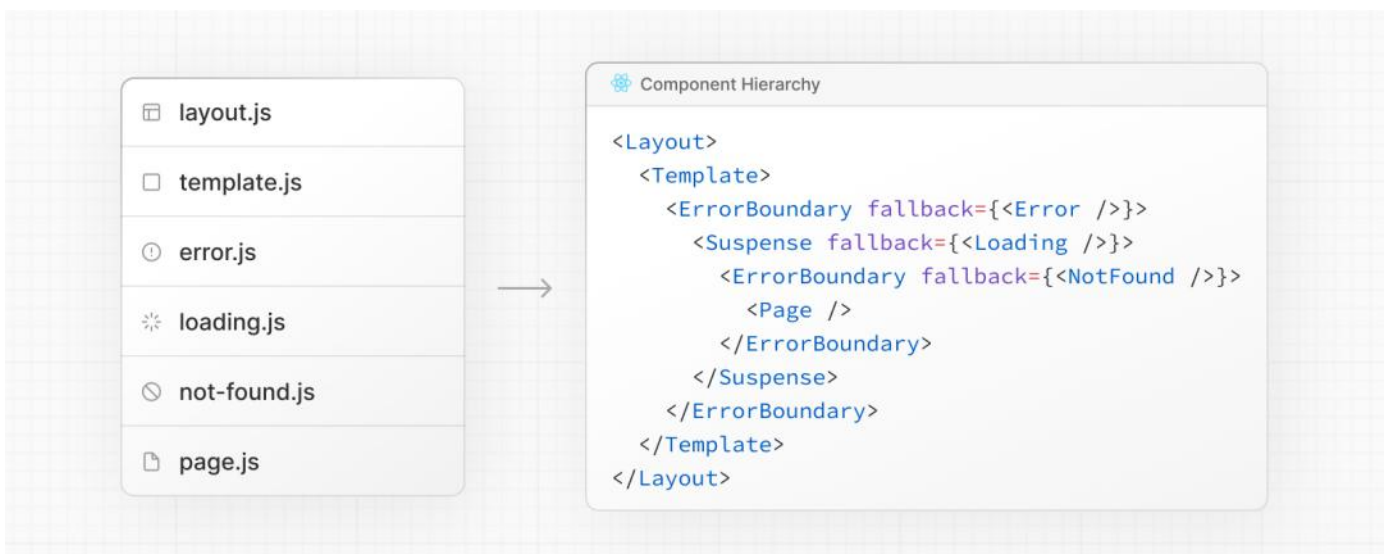 layout.js
template.js
error.js
loading.js
not-found.js
page.js
Component Hierarchy
<Layout>
  <Template>
    <ErrorBoundary fallback={<Error />}>
      <Suspense fallback={<Loading />}>
        <ErrorBoundary fallback={<NotFound />}>
          <Page />
        </ErrorBoundary>
      </Suspense>
    </ErrorBoundary>
  </Template>
</Layout>